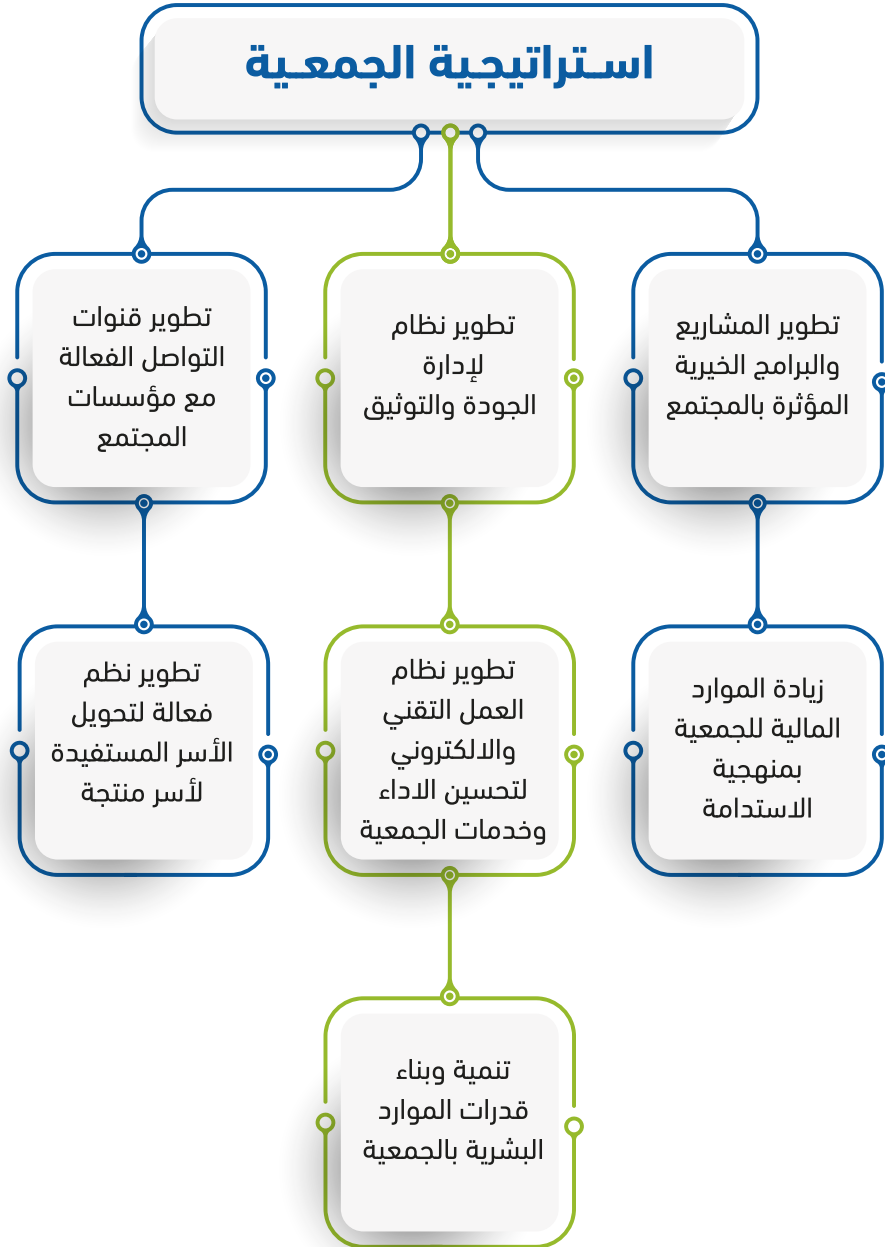 استراتيجية الجمعية
تطوير المشاريع
والبرامج الخيرية
المؤثرة بالمجتمع
تطوير نظام
لإدارة
الجودة والتوثيق
تطوير قنوات
التواصل الفعالة
مع مؤسسات
المجتمع
زيادة الموارد
المالية للجمعية
بمنهجية
الاستدامة
تطوير نظام
العمل التقني
والالكتروني
لتحسين الاداء
وخدمات الجمعية
تطوير نظم
فعالة لتحويل
الأسر المستفيدة
لأسر منتجة
تنمية وبناء
قدرات الموارد
البشرية بالجمعية